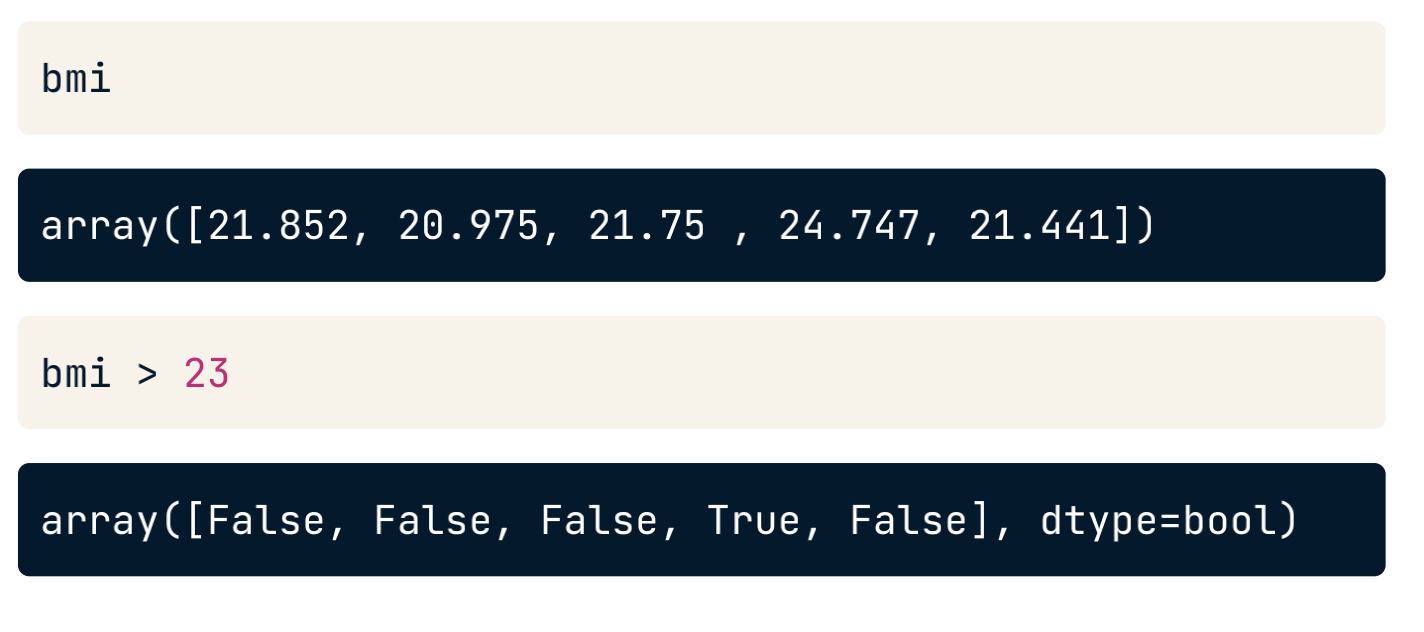 bmi
array([21.852, 20.975, 21.75 , 24.747, 21.441])
bmi > 23
array([False, False, False, True, False], dtype=bool)